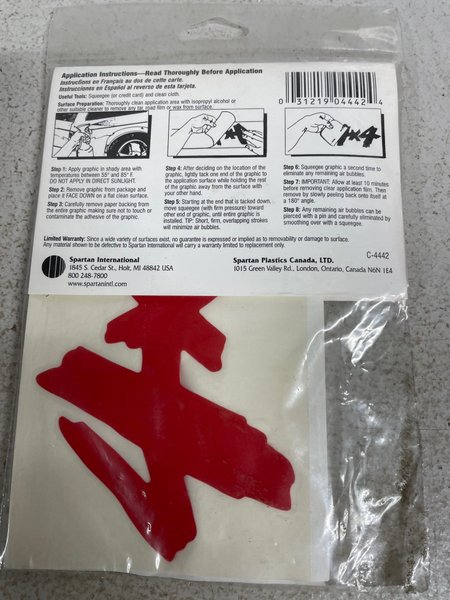 Application Instructions—Read Thoroughly Before Application
Instructions en Français au dos de cette carte.
Instrucciones en Español al reverso de esta tarjeta.
Useful Tools: Squeegee (or credit card) and clean cloth.
Surface Preparation: Thoroughly clean application area with isopropyl alcohol or
other suitable cleaner to remove any tar, road film or wax from surface.
0 31219 04442 4
4x4
7x4
Step 1: Apply graphic in shady area with
temperatures between 55° and 85° F.
DO NOT APPLY IN DIRECT SUNLIGHT.
Step 2: Remove graphic from package and
place it FACE DOWN on a flat clean surface.
Step 3: Carefully remove paper backing from
the entire graphic making sure not to touch or
contaminate the adhesive of the graphic.
Step 4: After deciding on the location of the
graphic, lightly tack one end of the graphic to
the application surface while holding the rest
of the graphic away from the surface with
your other hand.
Step 5: Starting at the end that is tacked down,
move squeegee (with firm pressure) toward
other end of graphic, until entire graphic is
installed. TIP: Short, firm, overlapping strokes
will minimize air bubbles.
Step 6: Squeegee graphic a second time to
eliminate any remaining air bubbles.
Step 7: IMPORTANT: Allow at least 10 minutes
before removing clear application film. Then
remove by slowly peeling back onto itself at
a 180° angle.
Step 8: Any remaining air bubbles can be
pierced with a pin and carefully eliminated by
smoothing over with a squeegee.
Limited Warranty: Since a wide variety of surfaces exist, no guarantee is expressed or implied as to removability or damage to surface.
Any material shown to be defective to Spartan International will carry a warranty limited to replacement only.
C-4442
Spartan International
1845 S. Cedar St., Holt, MI 48842 USA
800 248-7800
www.spartanintl.com
Spartan Plastics Canada, LTD.
1015 Green Valley Rd., London, Ontario, Canada N6N 1E4